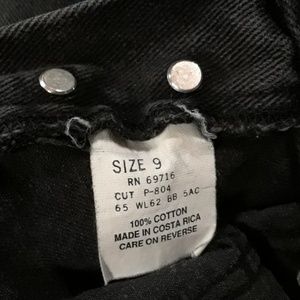 SIZE 9
RN 69716
CUT P-804
65 WL62 BB 5AC
100% COTTON
MADE IN COSTA RICA
CARE ON REVERSE